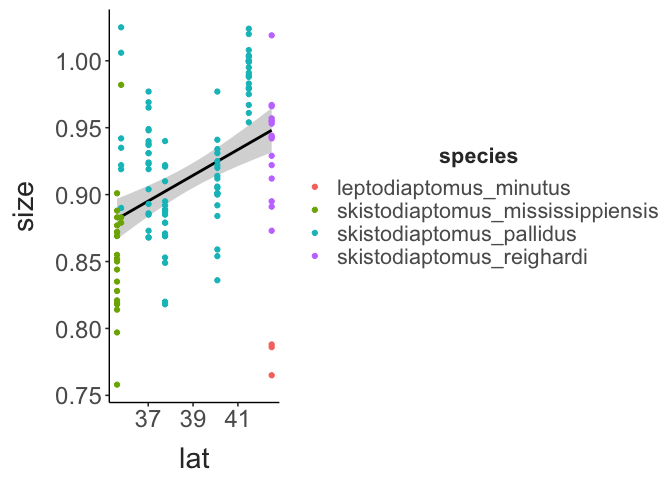 1.00
0.95
0.90
0.85
0.80
0.75
size
37 39 41
lat
species
leptodiaptomus_minutus
skistodiaptomus_mississippiensis
skistodiaptomus_pallidus
skistodiaptomus_reighardi